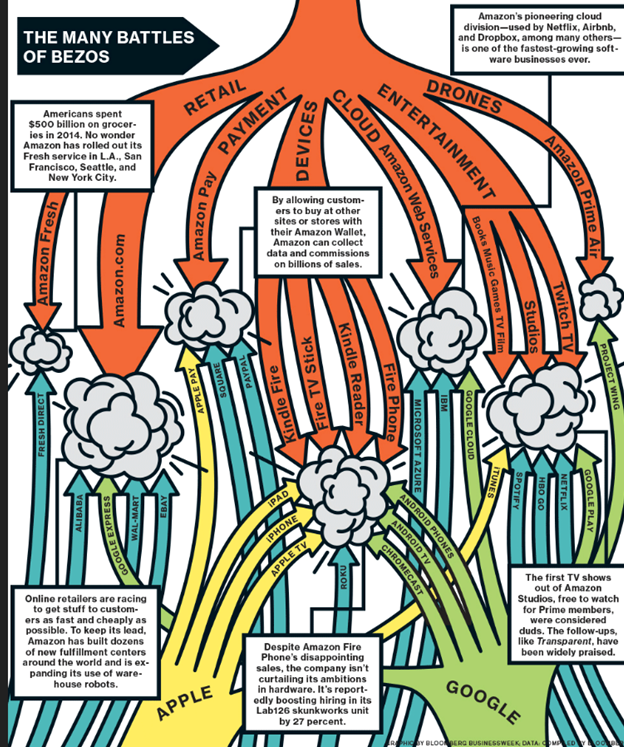 THE MANY BATTLES
OF BEZOS
Amazon's pioneering cloud
division—used by Netflix, Airbnb,
and Dropbox, among many others—
is one of the fastest-growing soft-
ware businesses ever.
RETAIL
PAYMENT
DEVICES
CLOUD
ENTERTAINMENT
DRONES
Americans spent
$500 billion on grocer-
ies in 2014. No wonder
Amazon has rolled out its
Fresh service in L.A., San
Francisco, Seattle, and
New York City.
By allowing custom-
ers to buy at other
sites or stores with
their Amazon Wallet,
Amazon can collect
data and commissions
on billions of sales.
Amazon Fresh
Amazon.com
Amazon Pay
Kindle Fire
Fire TV Stick
Kindle Reader
Fire Phone
Amazon Web Services
Books Music Games TV Film
Studios
Twitch TV
Amazon Prime Air
FRESH DIRECT
ALIBABA
GOOGLE EXPRESS
WAL-MART
EBAY
APPLE PAY
SQUARE
PAYPAL
IPAD
IPHONE
APPLE TV
ROKU
ANDROID PHONES
ANDROID TV
CHROMECAST
MICROSOFT AZURE
IBM
GOOGLE CLOUD
ITUNES
SPOTIFY
HBO GO
NETFLIX
GOOGLE PLAY
PROJECT WING
Online retailers are racing
to get stuff to custom-
ers as fast and cheaply as
possible. To keep its lead,
Amazon has built dozens
of new fulfillment centers
around the world and is ex-
panding its use of ware-
house robots.
Despite Amazon Fire
Phone's disappointing
sales, the company isn't
curtailing its ambitions
in hardware. It's report-
edly boosting hiring in its
Lab126 skunkworks unit
by 27 percent.
The first TV shows
out of Amazon
Studios, free to watch
for Prime members,
were considered
duds. The follow-ups,
like Transparent, have
been widely praised.
APPLE
GOOGLE
GRAPHIC BY BLOOMBERG BUSINESSWEEK; DATA: COMPILED BY BLOOMBERG